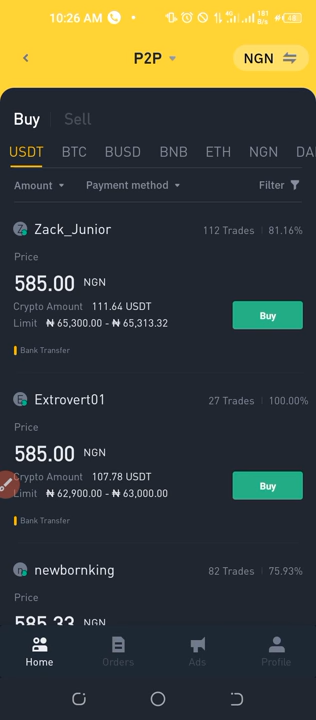 10:26 AM
P2P
NGN
Buy
Sell
USDT BTC BUSD BNB ETH NGN DA
Amount Payment method Filter
Zack_Junior 112 Trades 81.16%
Price
585.00 NGN
Crypto Amount 111.64 USDT
Limit ₦ 65,300.00 - ₦ 65,313.32
Buy
Bank Transfer
Extrovert01 27 Trades 100.00%
Price
585.00 NGN
Crypto Amount 107.78 USDT
Limit ₦ 62,900.00 - ₦ 63,000.00
Buy
Bank Transfer
newbornking 82 Trades 75.93%
Price
585.33 NGN
Home Orders Ads Profile